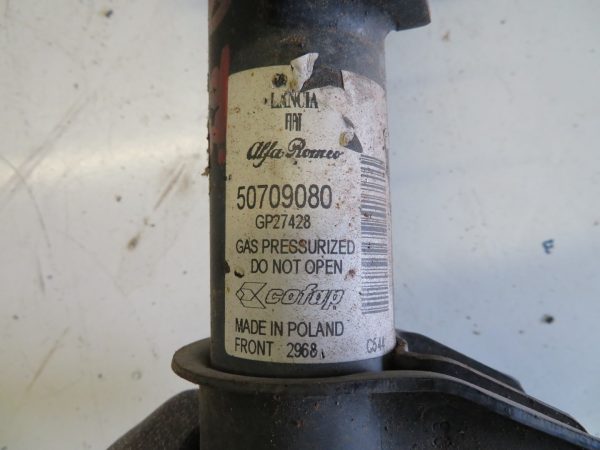 LANCIA
FIAT
Alfa Romeo
50709080
GP27428
GAS PRESSURIZED
DO NOT OPEN
cofap
MADE IN POLAND
FRONT 2968
C544